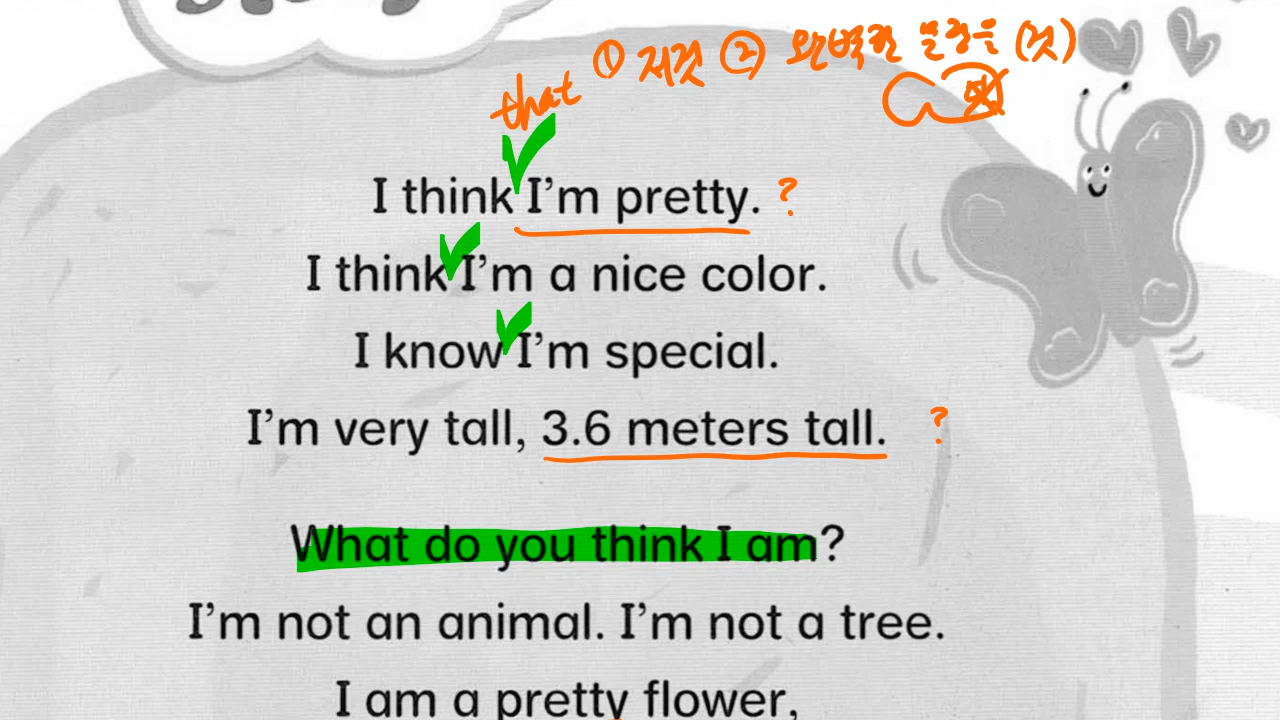 ① 저것 ② 완벽한 문장은 (것)
that
I think I'm pretty. ?
I think I'm a nice color.
I know I'm special.
I'm very tall, 3.6 meters tall. ?
What do you think I am?
I'm not an animal. I'm not a tree.
I am a pretty flower,